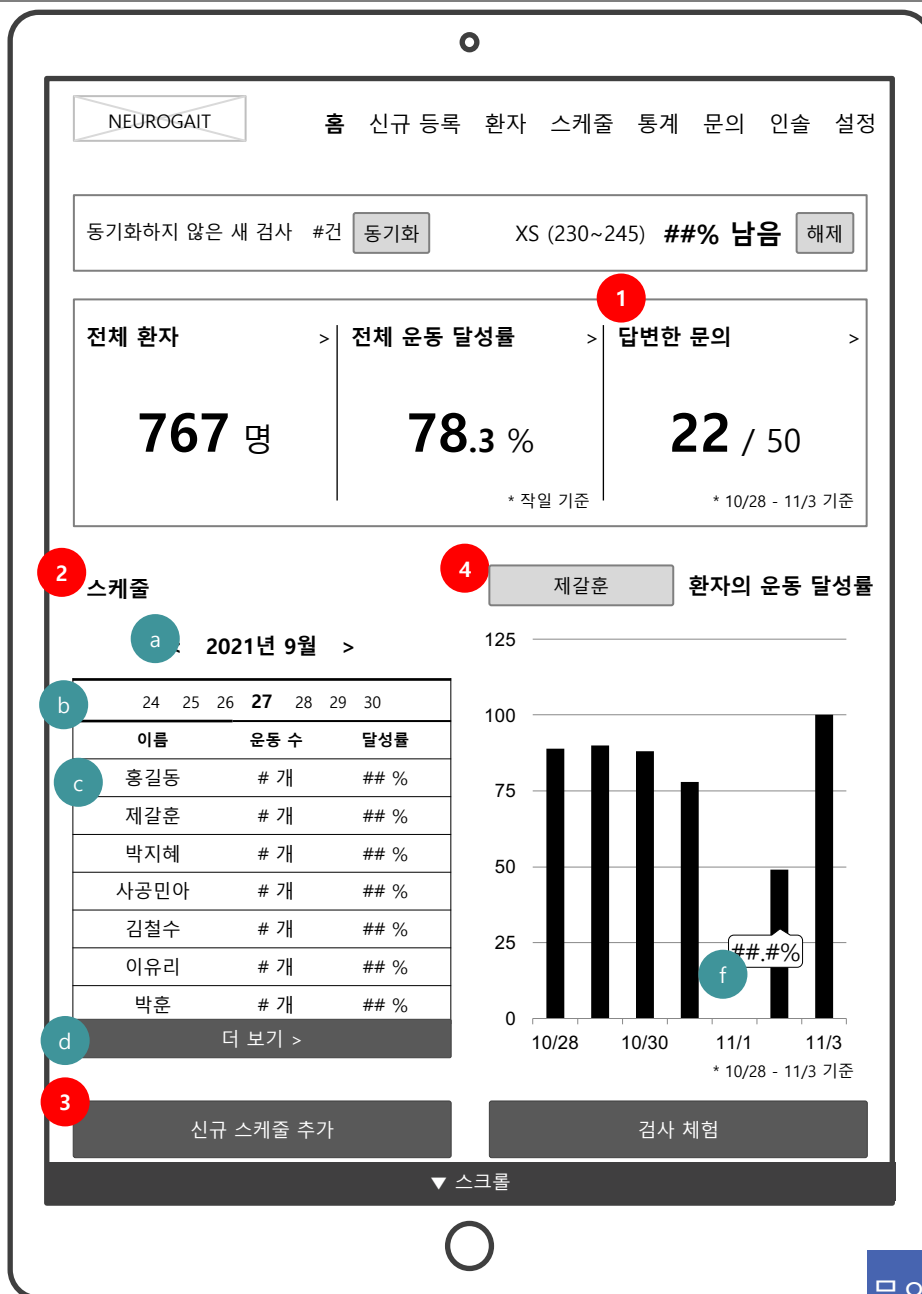 NEUROGAIT
홈 신규 등록 환자 스케줄 통계 문의 인솔 설정
동기화하지 않은 새 검사 #건 동기화 XS (230~245) ##% 남음 해제
1
전체 환자 > 전체 운동 달성률 > 답변한 문의 >
767 명 78.3 % 22 / 50
* 작일 기준 * 10/28 - 11/3 기준
2
스케줄
a 2021년 9월 >
b 24 25 26 27 28 29 30
이름 운동 수 달성률
c 홍길동 # 개 ## %
제갈훈 # 개 ## %
박지혜 # 개 ## %
사공민아 # 개 ## %
김철수 # 개 ## %
이유리 # 개 ## %
박훈 # 개 ## %
d 더 보기 >
4
제갈훈 환자의 운동 달성률
125
100
75
50
25
0
##.#%
f
10/28 10/30 11/1 11/3
* 10/28 - 11/3 기준
3
신규 스케줄 추가 검사 체험
▼ 스크롤